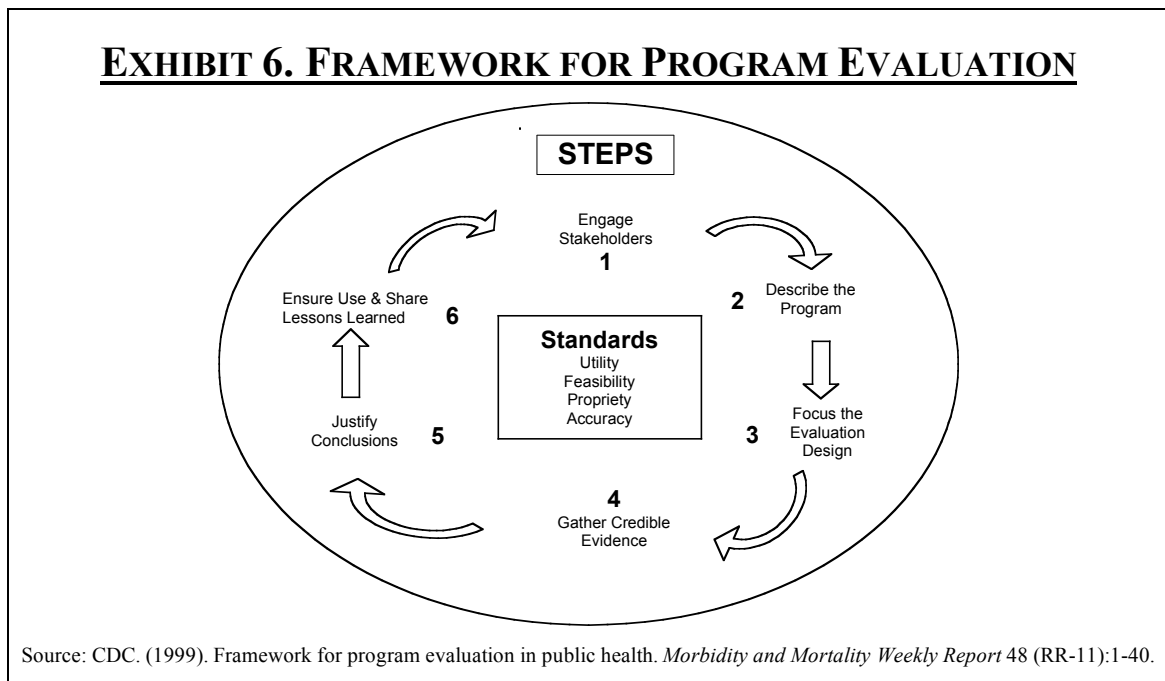 EXHIBIT 6. FRAMEWORK FOR PROGRAM EVALUATION
STEPS
Engage
Stakeholders
1
2
Describe the
Program
3
Focus the
Evaluation
Design
4
Gather Credible
Evidence
5
Justify
Conclusions
6
Ensure Use & Share
Lessons Learned
Standards
Utility
Feasibility
Propriety
Accuracy
Source: CDC. (1999). Framework for program evaluation in public health. Morbidity and Mortality Weekly Report 48 (RR-11):1-40.